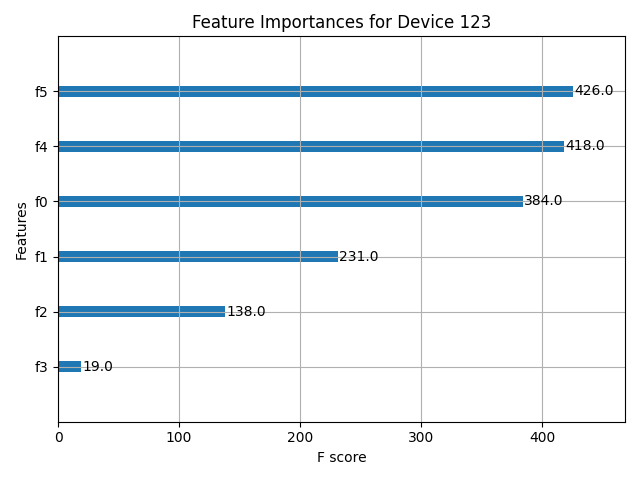 Feature Importances for Device 123
f5 426.0
f4 418.0
f0 384.0
f1 231.0
f2 138.0
f3 19.0
Features
0 100 200 300 400
F score